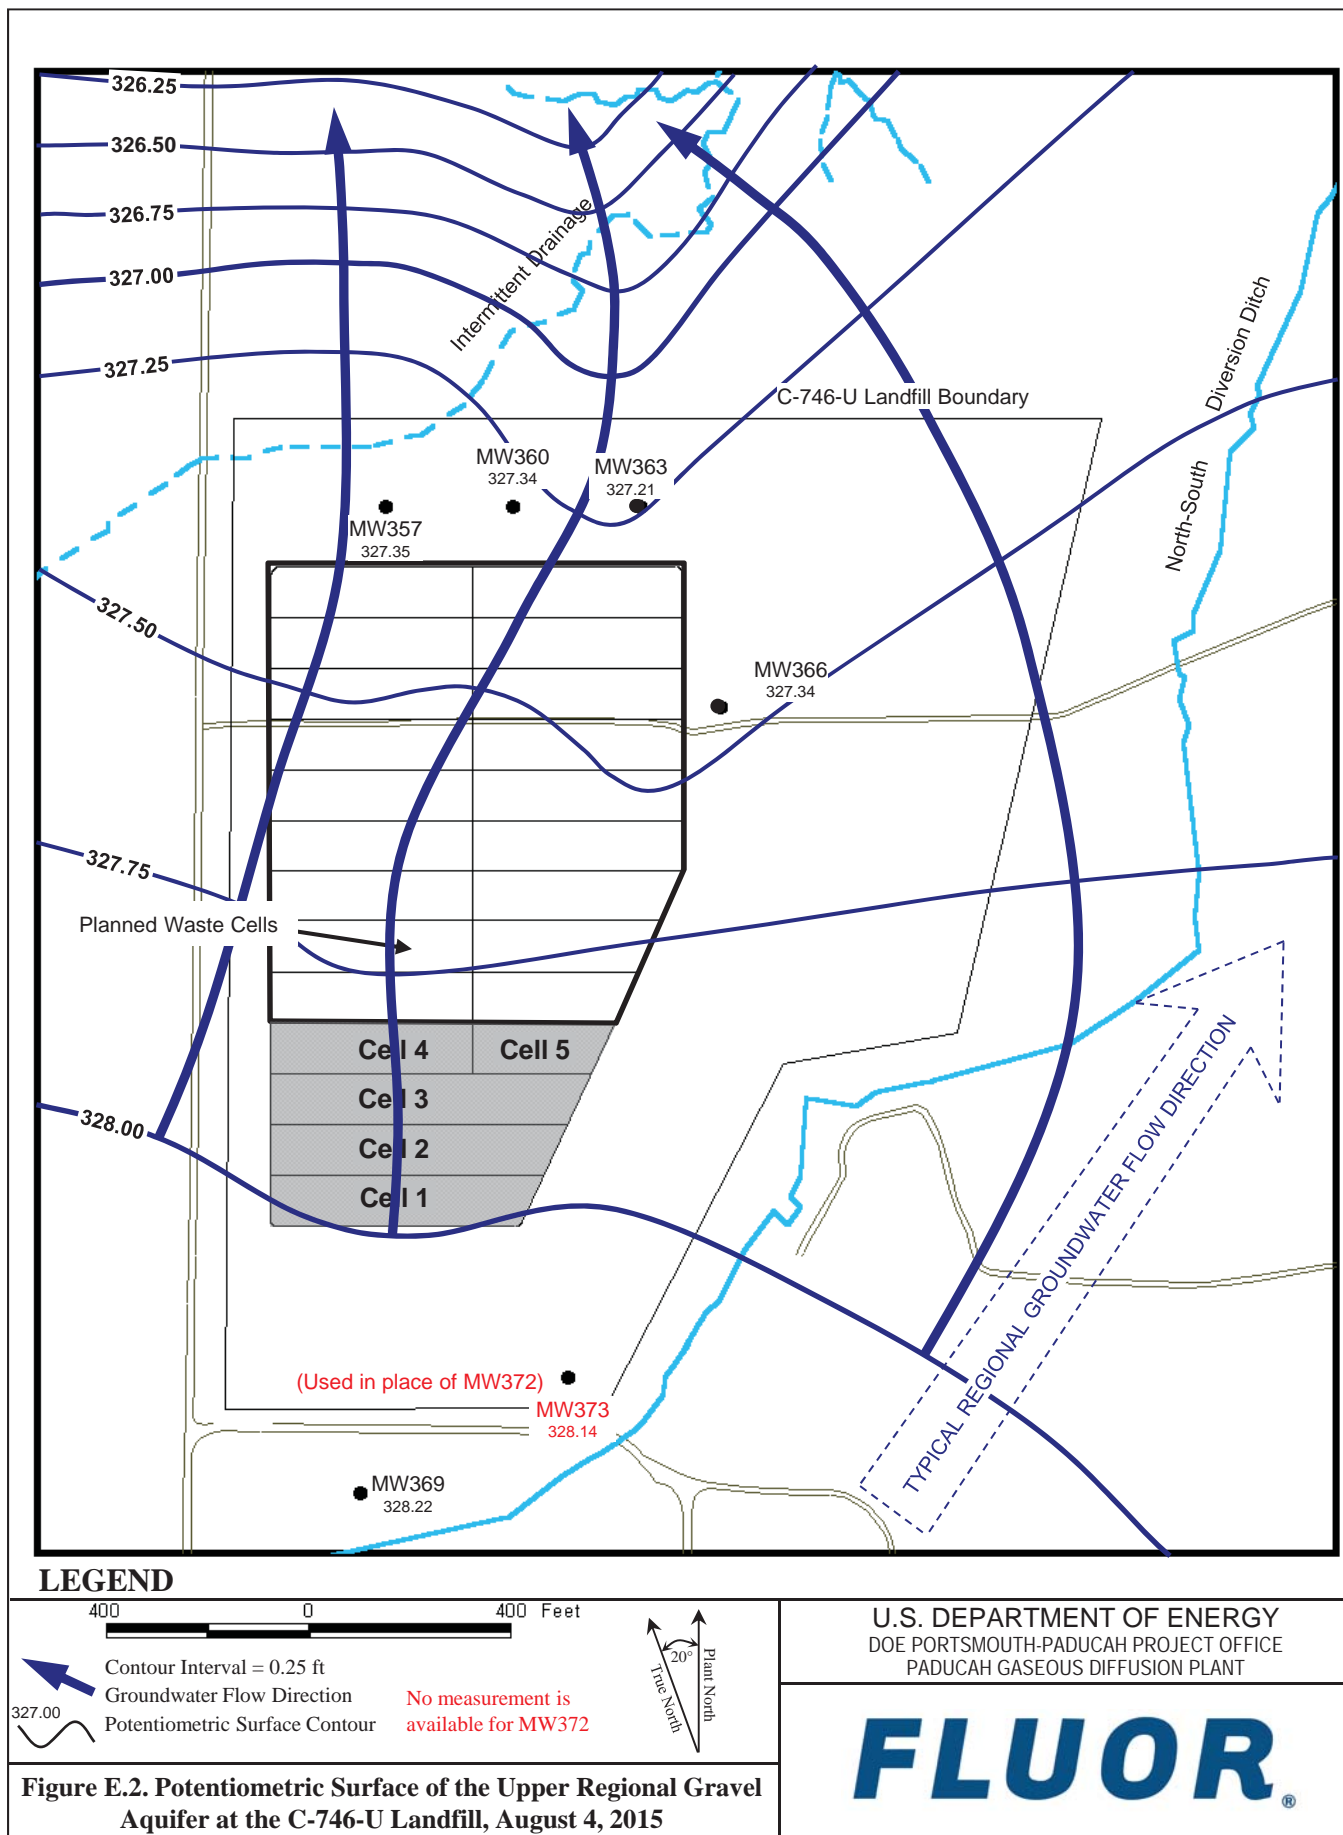 326.25
326.50
326.75
327.00
327.25
Intermittent Drainage
C-746-U Landfill Boundary
North-South Diversion Ditch
MW360
327.34
MW363
327.21
MW357
327.35
327.50
MW366
327.34
327.75
Planned Waste Cells
Cell 4
Cell 5
Cell 3
Cell 2
Cell 1
328.00
TYPICAL REGIONAL GROUNDWATER FLOW DIRECTION
(Used in place of MW372)
MW373
328.14
MW369
328.22
LEGEND
400 0 400 Feet
Contour Interval = 0.25 ft
Groundwater Flow Direction
327.00
Potentiometric Surface Contour
No measurement is
available for MW372
20°
True North
Plant North
U.S. DEPARTMENT OF ENERGY
DOE PORTSMOUTH-PADUCAH PROJECT OFFICE
PADUCAH GASEOUS DIFFUSION PLANT
FLUOR®
Figure E.2. Potentiometric Surface of the Upper Regional Gravel
Aquifer at the C-746-U Landfill, August 4, 2015